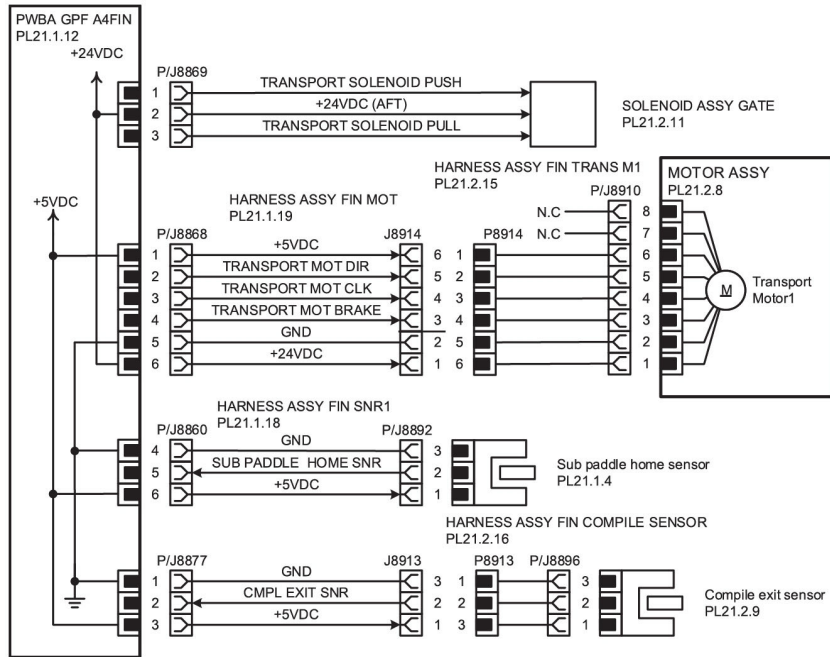 PWBA GPF A4FIN
PL21.1.12
+24VDC
P/J8869
1 TRANSPORT SOLENOID PUSH
2 +24VDC (AFT)
3 TRANSPORT SOLENOID PULL
SOLENOID ASSY GATE
PL21.2.11
HARNESS ASSY FIN TRANS M1
PL21.2.15
MOTOR ASSY
PL21.2.8
+5VDC
HARNESS ASSY FIN MOT
PL21.1.19
P/J8910
N.C 8
N.C 7
P/J8868 J8914 P8914
1 +5VDC 6 1 6
2 TRANSPORT MOT DIR 5 2 5
3 TRANSPORT MOT CLK 4 3 4
4 TRANSPORT MOT BRAKE 3 4 3
5 GND 2 5 2
6 +24VDC 1 6 1
M
Transport
Motor1
HARNESS ASSY FIN SNR1
PL21.1.18
P/J8860 P/J8892
4 GND 3
5 SUB PADDLE HOME SNR 2
6 +5VDC 1
Sub paddle home sensor
PL21.1.4
HARNESS ASSY FIN COMPILE SENSOR
PL21.2.16
P/J8877 J8913 P8913 P/J8896
1 GND 3 1 3
2 CMPL EXIT SNR 2 2 2
3 +5VDC 1 3 1
Compile exit sensor
PL21.2.9